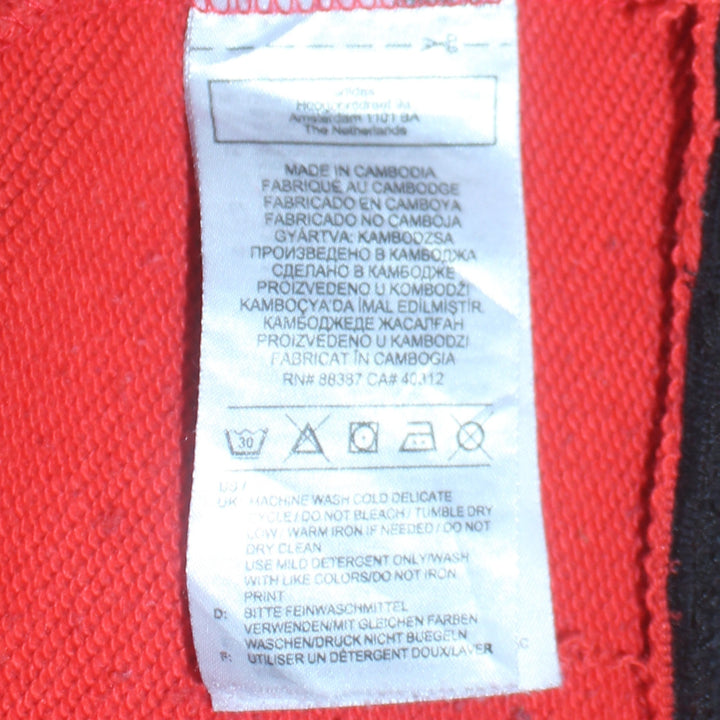 adidas
Amsterdam 1101 BA
The Netherlands
MADE IN CAMBODIA
FABRIQUÉ AU CAMBODGE
FABRICADO EN CAMBOYA
FABRICADO NO CAMBOJA
GYÁRTVA: KAMBODZSA
ПРОИЗВЕДЕНО В КАМБОДЖА
СДЕЛАНО В КАМБОДЖЕ
PROIZVEDENO U KOMBODŽI
KAMBOÇYA'DA İMAL EDİLMİŞTİR.
КАМБОДЖЕДЕ ЖАСАЛҒАН
PROIZVEDENO U KAMBODZI
FABRICAT ÎN CAMBOGIA
RN# 88387 CA# 40312
30
US /
UK: MACHINE WASH COLD DELICATE
CYCLE / DO NOT BLEACH / TUMBLE DRY
LOW / WARM IRON IF NEEDED / DO NOT
DRY CLEAN
USE MILD DETERGENT ONLY/WASH
WITH LIKE COLORS/DO NOT IRON
PRINT
D: BITTE FEINWASCHMITTEL
VERWENDEN/MIT GLEICHEN FARBEN
WASCHEN/DRUCK NICHT BUEGELN
F: UTILISER UN DÉTERGENT DOUX/LAVER